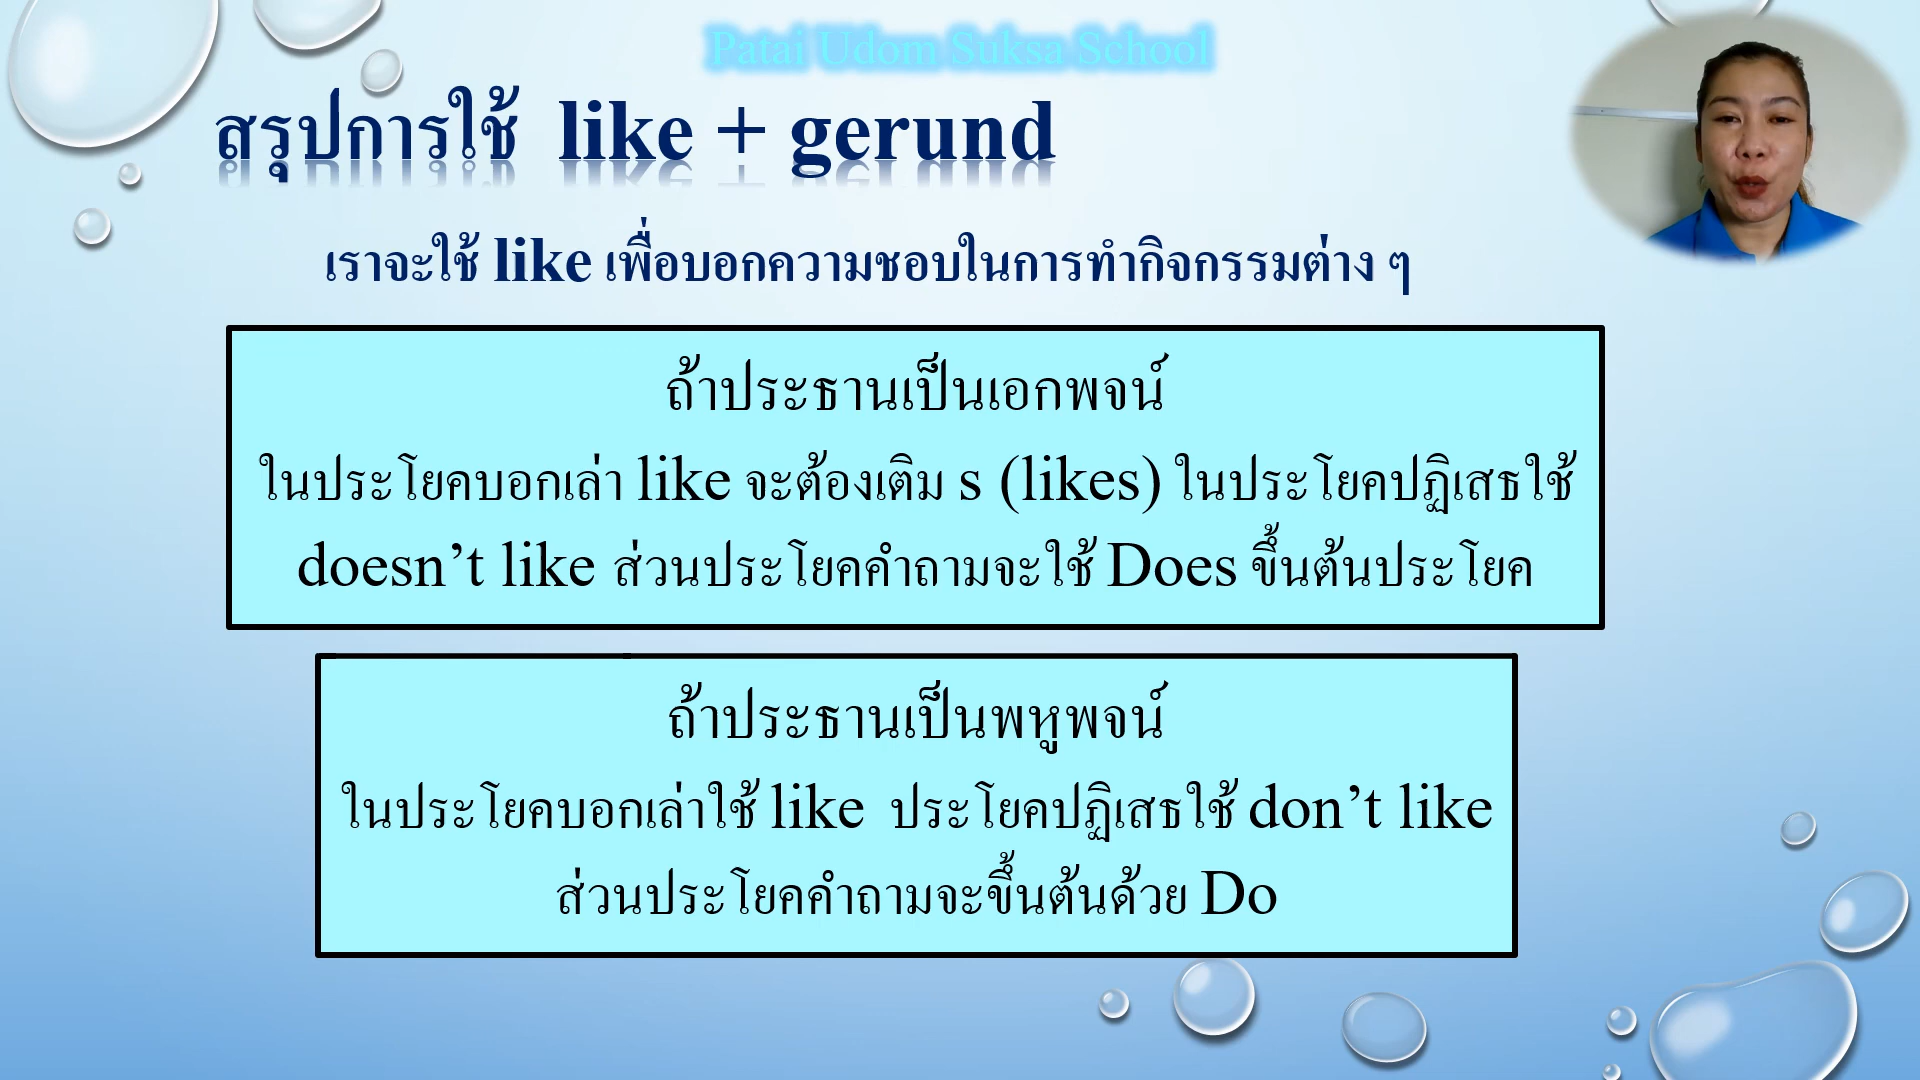 Patai Udom Suksa School
สรุปการใช้ like + gerund
เราจะใช้ like เพื่อบอกความชอบในการทำกิจกรรมต่าง ๆ
ถ้าประธานเป็นเอกพจน์
ในประโยคบอกเล่า like จะต้องเติม s (likes) ในประโยคปฏิเสธใช้
doesn’t like ส่วนประโยคคำถามจะใช้ Does ขึ้นต้นประโยค
ถ้าประธานเป็นพหูพจน์
ในประโยคบอกเล่าใช้ like ประโยคปฏิเสธใช้ don’t like
ส่วนประโยคคำถามจะขึ้นต้นด้วย Do